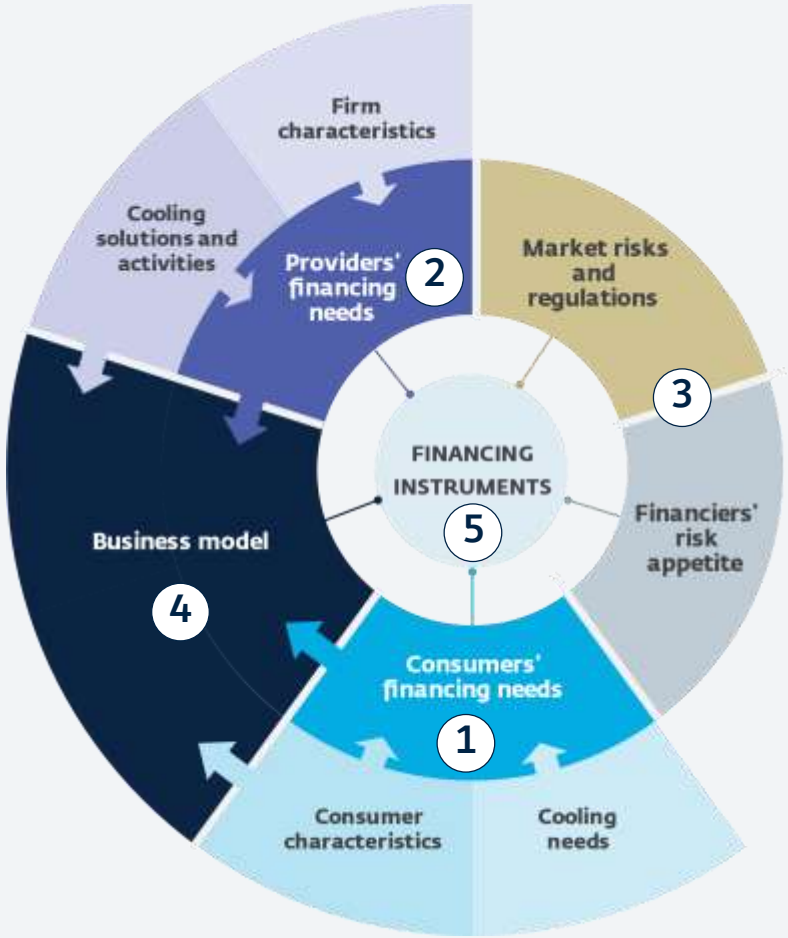 Firm
characteristics
Cooling
solutions and
activities
Providers'
financing
needs
2
Market risks
and
regulations
3
FINANCING
INSTRUMENTS
5
Financiers'
risk
appetite
Business model
4
Consumers'
financing needs
1
Consumer
characteristics
Cooling
needs